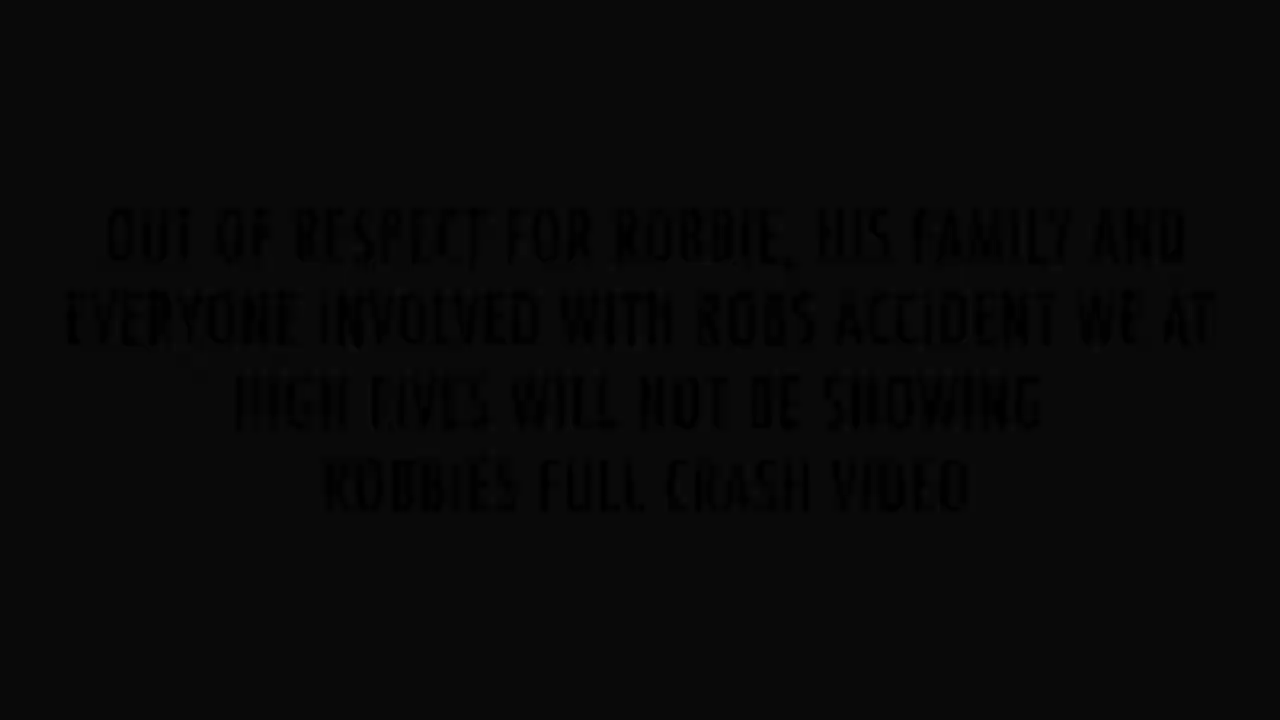 OUT OF RESPECT FOR ROBBIE, HIS FAMILY AND
EVERYONE INVOLVED WITH ROBS ACCIDENT WE AT
HIGH FIVES WILL NOT BE SHOWING
ROBBIES FULL CRASH VIDEO